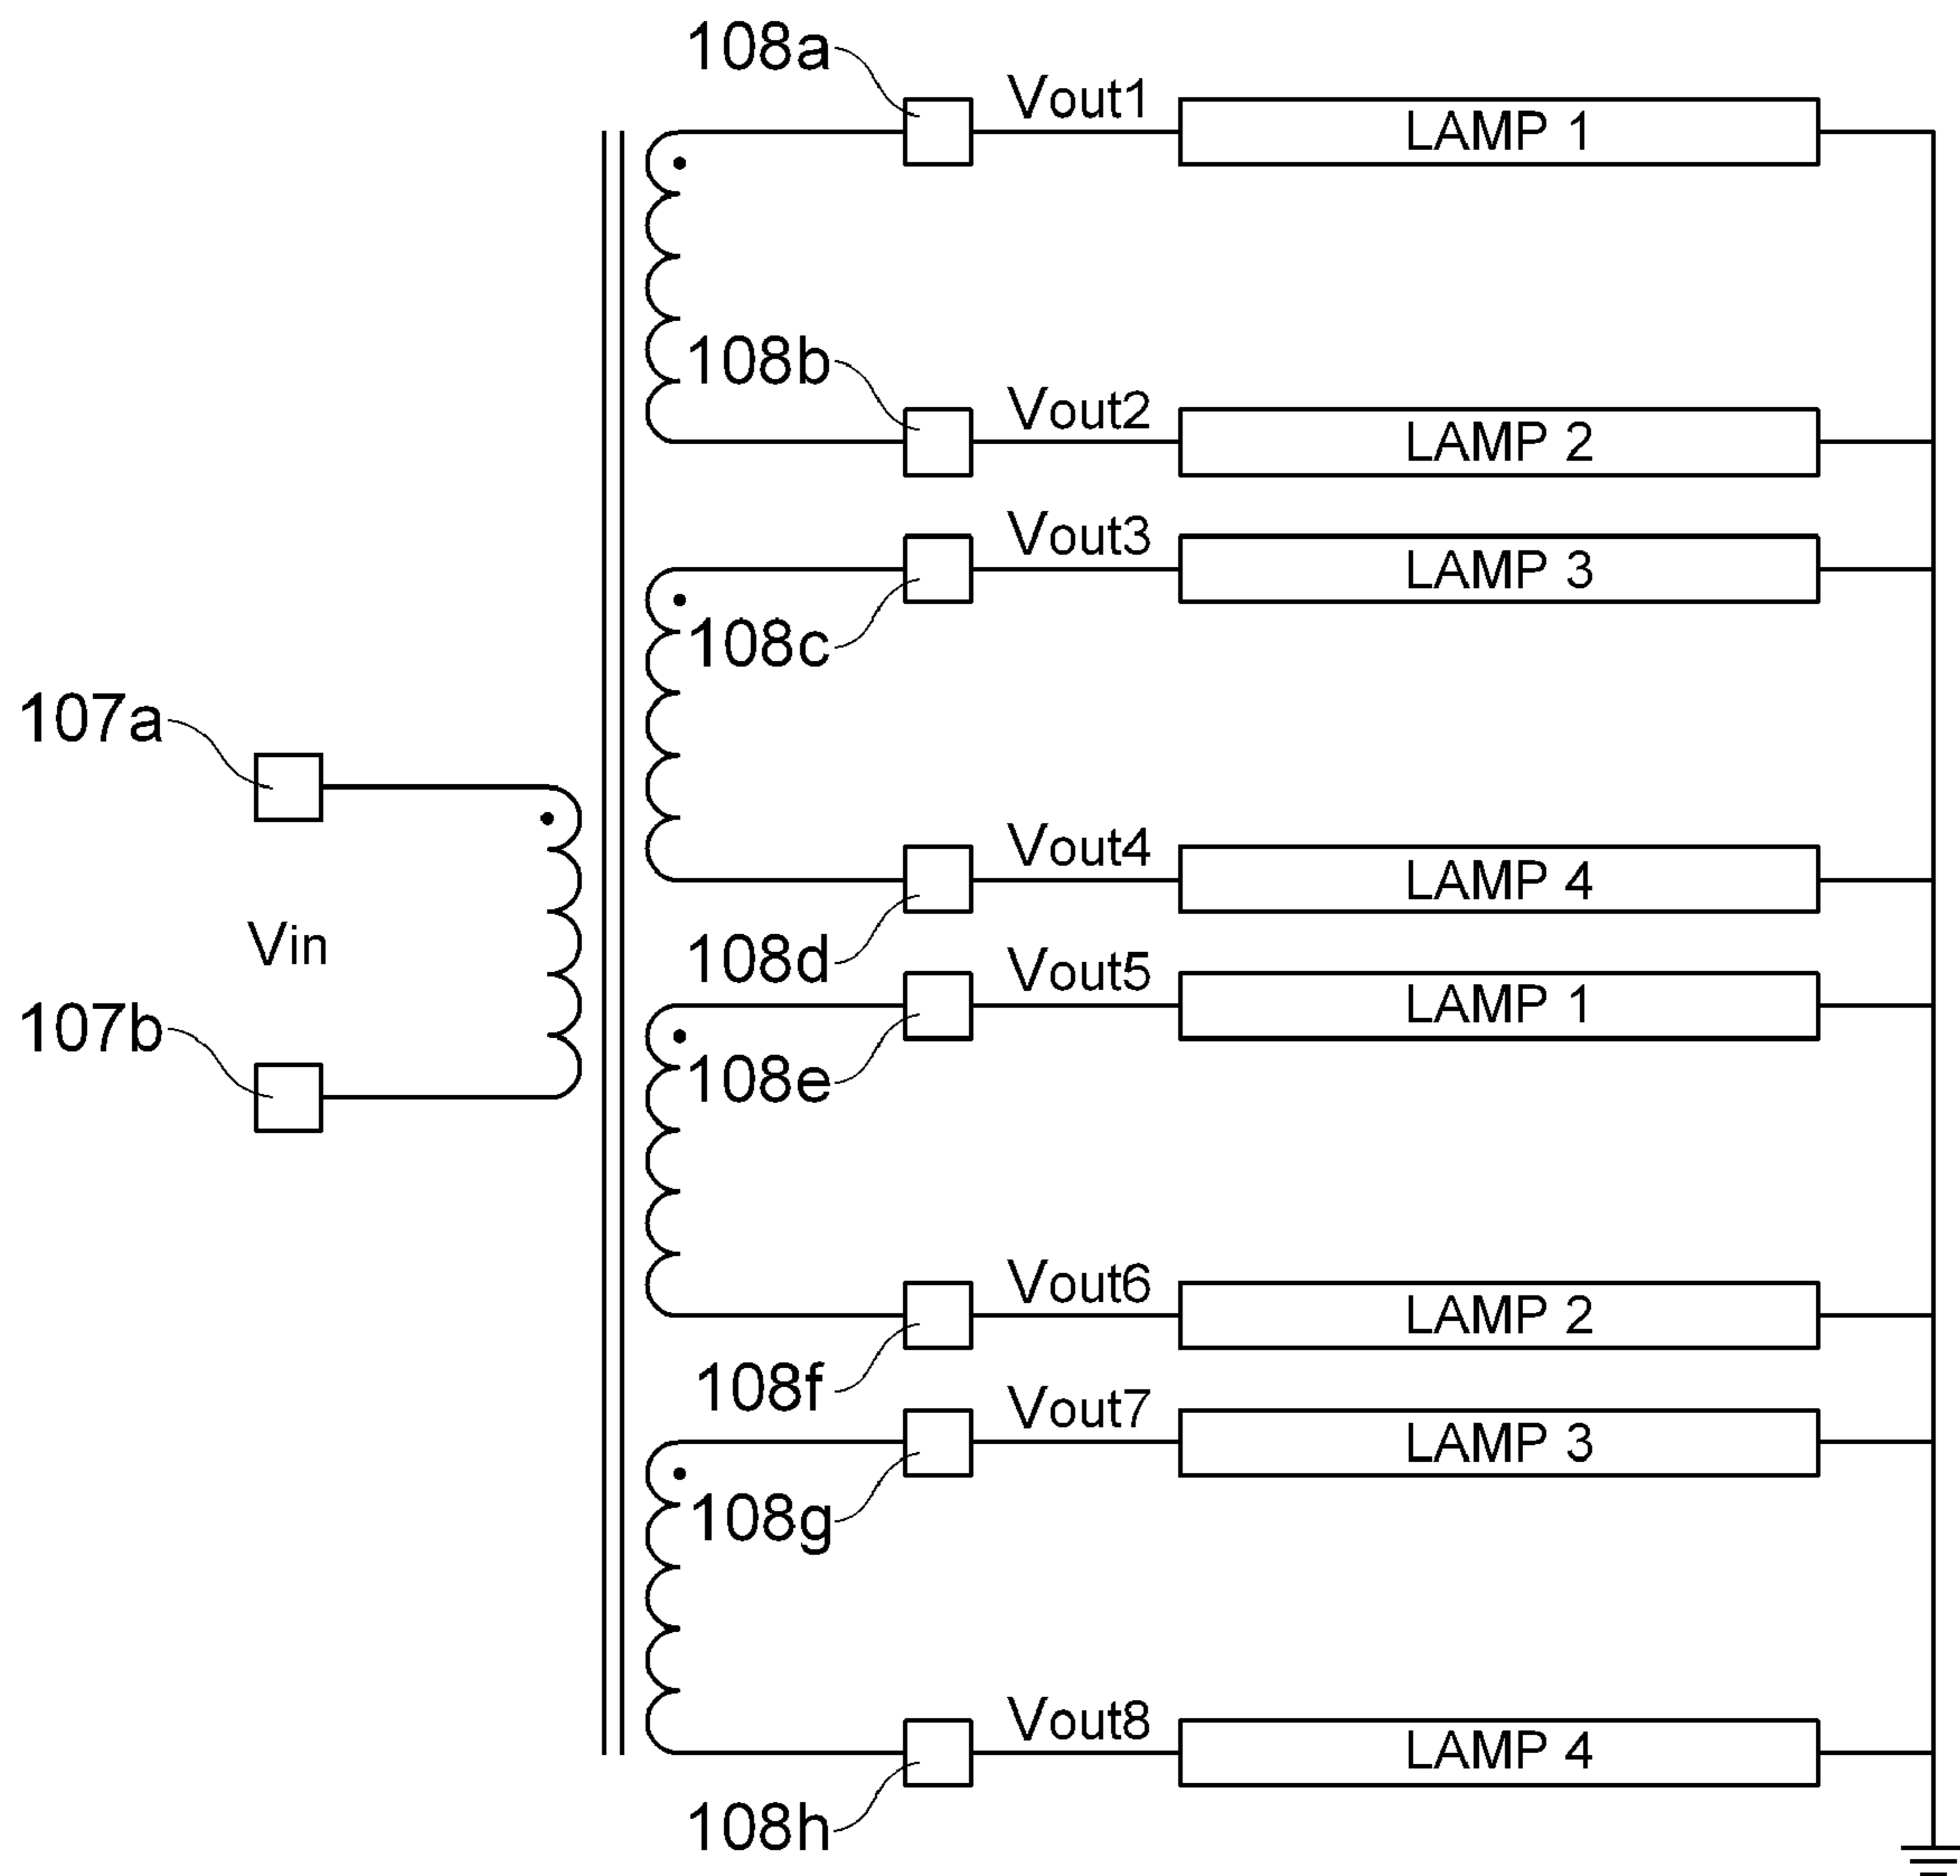 108a
Vout1
LAMP 1
108b
Vout2
LAMP 2
Vout3
LAMP 3
108c
107a
Vout4
LAMP 4
Vin
108d
Vout5
LAMP 1
107b
108e
Vout6
LAMP 2
108f
Vout7
LAMP 3
108g
Vout8
LAMP 4
108h